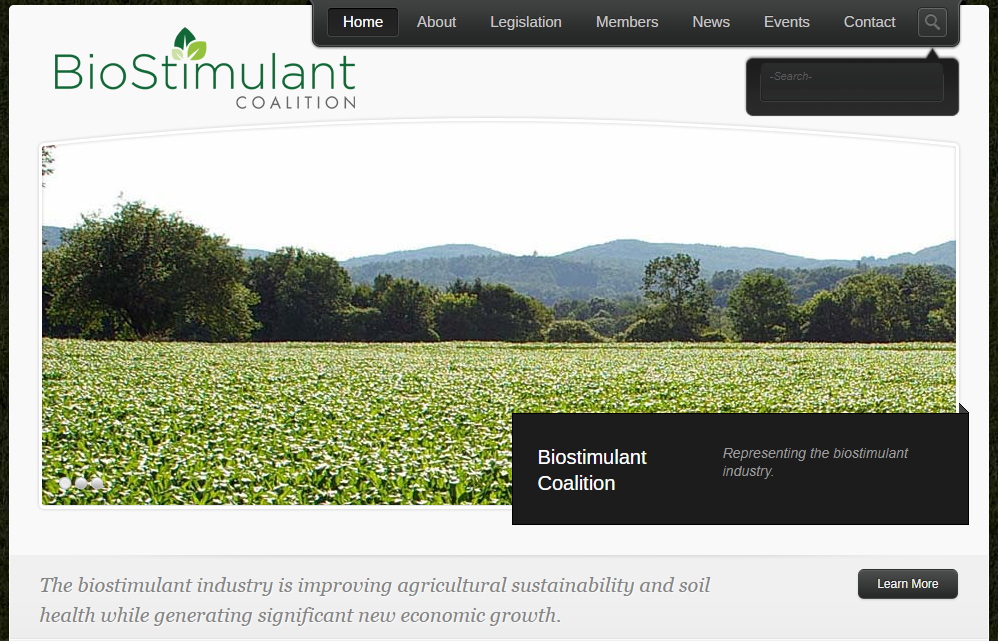 Home About Legislation Members News Events Contact
BioStimulant
COALITION
-Search-
Biostimulant
Coalition
Representing the biostimulant
industry.
The biostimulant industry is improving agricultural sustainability and soil
health while generating significant new economic growth.
Learn More